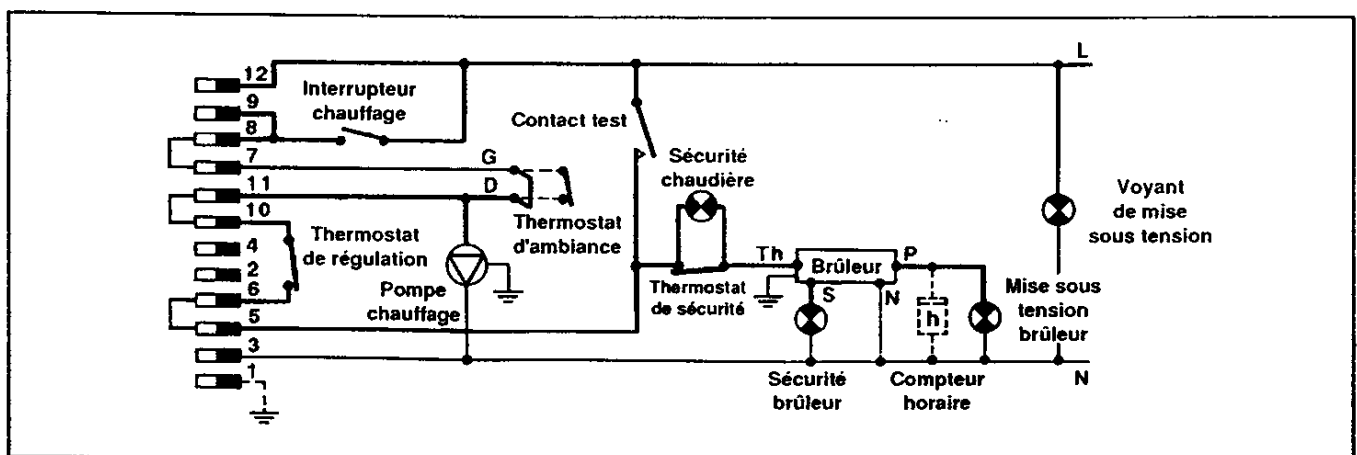 L
12
Interrupteur
chauffage
9
8
Contact test
7
G
Sécurité
chaudière
11
D
Voyant
de mise
sous tension
10
Thermostat
de régulation
Thermostat
d'ambiance
4
2
Th
Brûleur
P
6
Pompe
chauffage
Thermostat
de sécurité
S
N
h
Mise sous
tension
brûleur
5
3
N
1
Sécurité
brûleur
Compteur
horaire